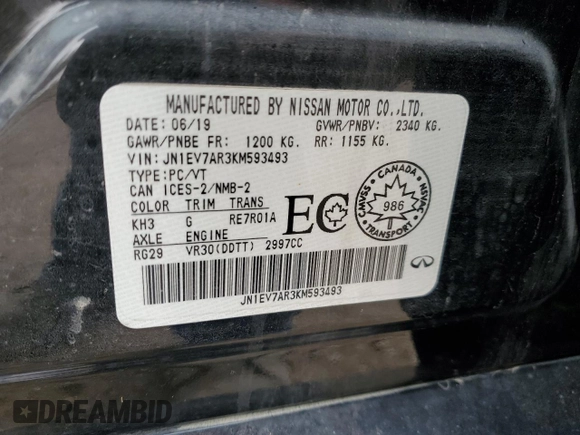 MANUFACTURED BY NISSAN MOTOR CO.,LTD.
DATE: 06/19 GVWR/PNBV: 2340 KG.
GAWR/PNBE FR: 1200 KG. RR: 1155 KG.
VIN: JN1EV7AR3KM593493
TYPE: PC/VT
CAN ICES-2/NMB-2
COLOR TRIM TRANS
KH3 G RE7R01A
AXLE ENGINE
RG29 VR30(DDTT) 2997CC
EC
CANADA
CMVSS
986
NSVAC
TRANSPORT
JN1EV7AR3KM593493
DREAMBID